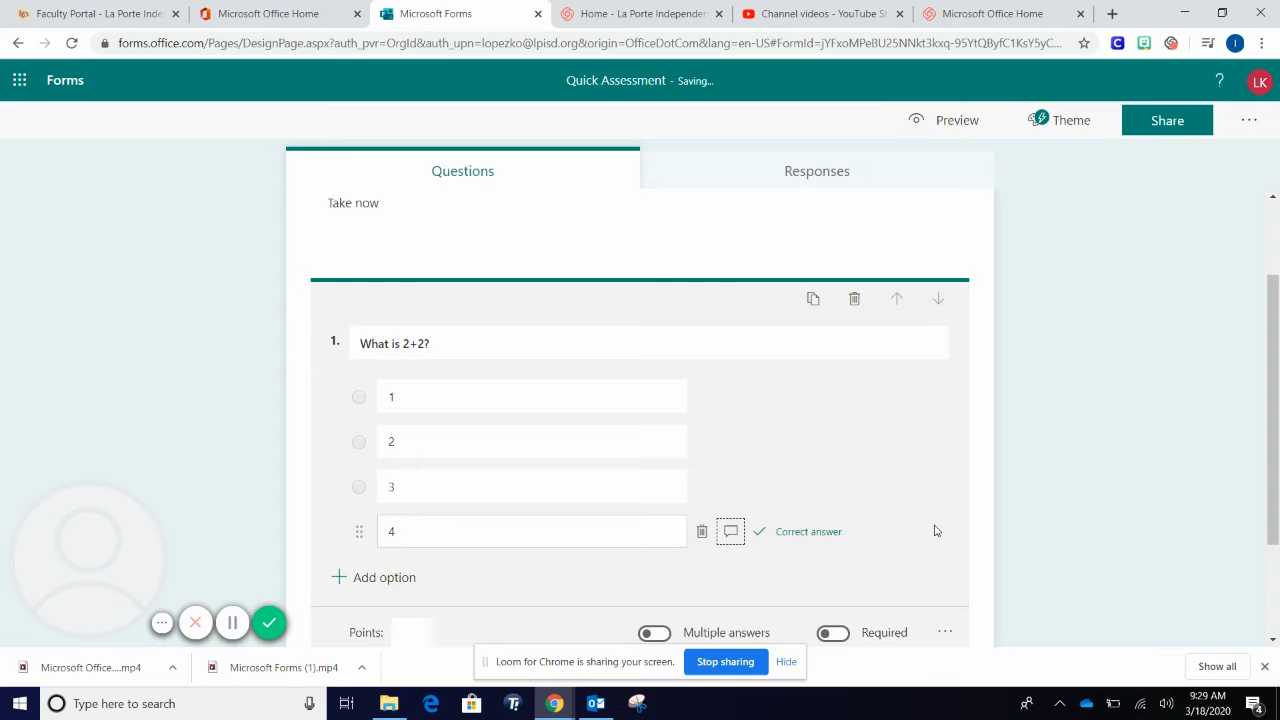 Faculty Portal - La Porte Inde
Microsoft Office Home
Microsoft Forms
Home - La Porte Independen
Channel videos - YouTube St
Microsoft Office Home
forms.office.com/Pages/DesignPage.aspx?auth_pvr=OrgId&auth_upn=lopezko@lpisd.org&origin=OfficeDotCom&lang=en-US#FormId=jYFxoMPeBU25NNkt3kxq-95YtQByfC1KsY5yC...
Forms
Quick Assessment - Saving...
?
LK
Preview
Theme
Share
Questions
Responses
Take now
1. What is 2+2?
1
2
3
4
Correct answer
Add option
Points:
Multiple answers
Required
Loom for Chrome is sharing your screen.
Stop sharing
Hide
Microsoft Office....mp4
Microsoft Forms (1).mp4
Show all
Type here to search
9:29 AM
3/18/2020
4